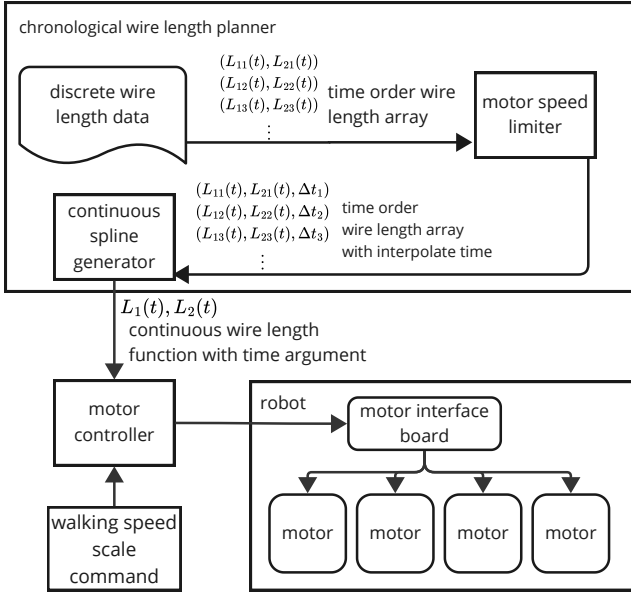 chronological wire length planner
discrete wire
length data
(L₁₁(t), L₂₁(t))
(L₁₂(t), L₂₂(t))
(L₁₃(t), L₂₃(t))
⋮
time order wire
length array
motor speed
limiter
continuous
spline
generator
(L₁₁(t), L₂₁(t), Δt₁)
(L₁₂(t), L₂₂(t), Δt₂)
(L₁₃(t), L₂₃(t), Δt₃)
⋮
time order
wire length array
with interpolate time
L₁(t), L₂(t)
continuous wire length
function with time argument
motor
controller
robot
motor interface
board
walking speed
scale
command
motor
motor
motor
motor